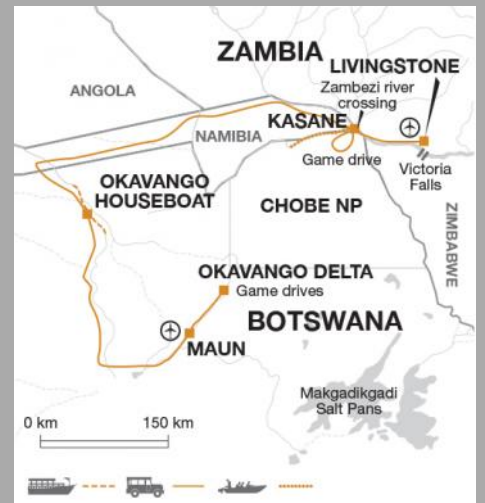 ZAMBIA
LIVINGSTONE
Zambezi river
crossing
ANGOLA
KASANE
NAMIBIA
Game drive
Victoria
Falls
OKAVANGO
HOUSEBOAT
CHOBE NP
ZIMBABWE
OKAVANGO DELTA
Game drives
BOTSWANA
MAUN
Makgadikgadi
Salt Pans
0 km 150 km